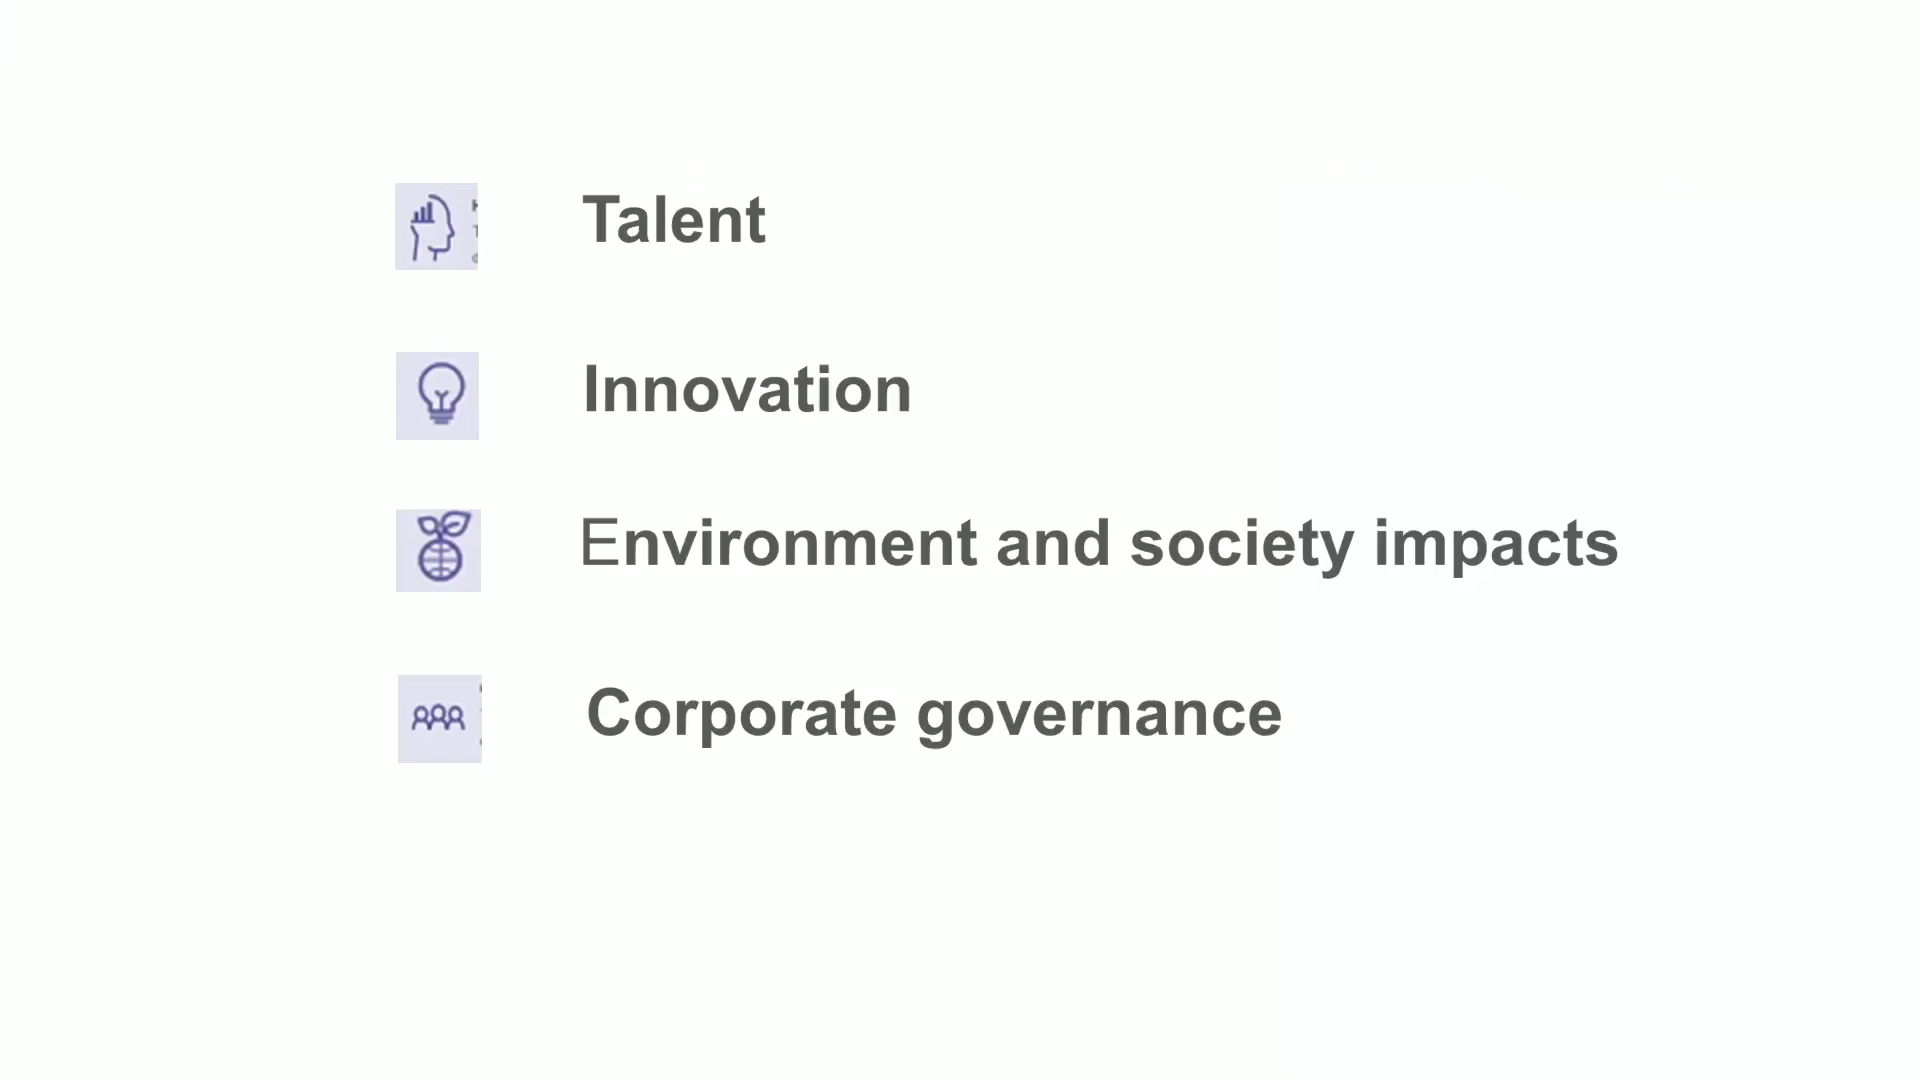 Talent
Innovation
Environment and society impacts
Corporate governance